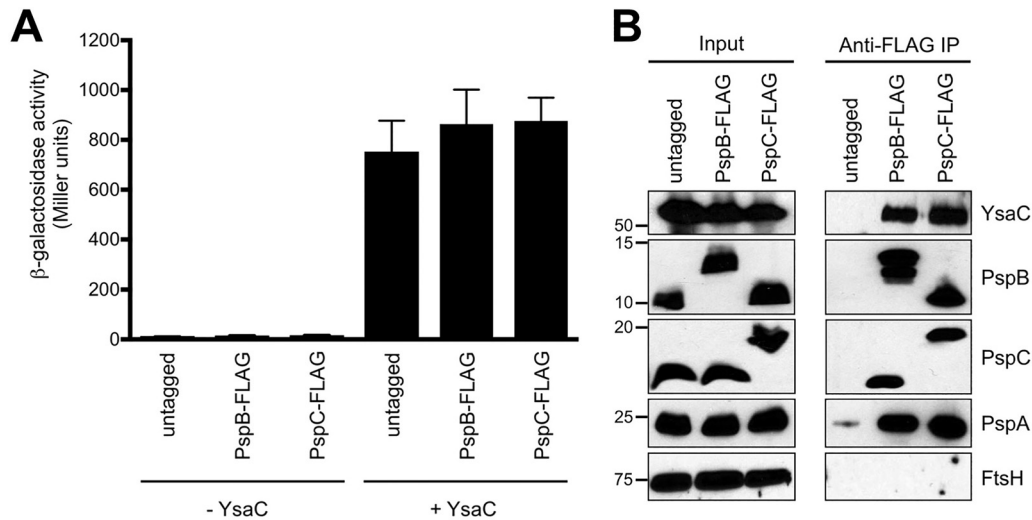 A
β-galactosidase activity
(Miller units)
1200
1000
800
600
400
200
0
untagged
PspB-FLAG
PspC-FLAG
untagged
PspB-FLAG
PspC-FLAG
- YsaC
+ YsaC
B
Input
Anti-FLAG IP
untagged
PspB-FLAG
PspC-FLAG
untagged
PspB-FLAG
PspC-FLAG
50
YsaC
15
10
PspB
20
PspC
25
PspA
75
FtsH